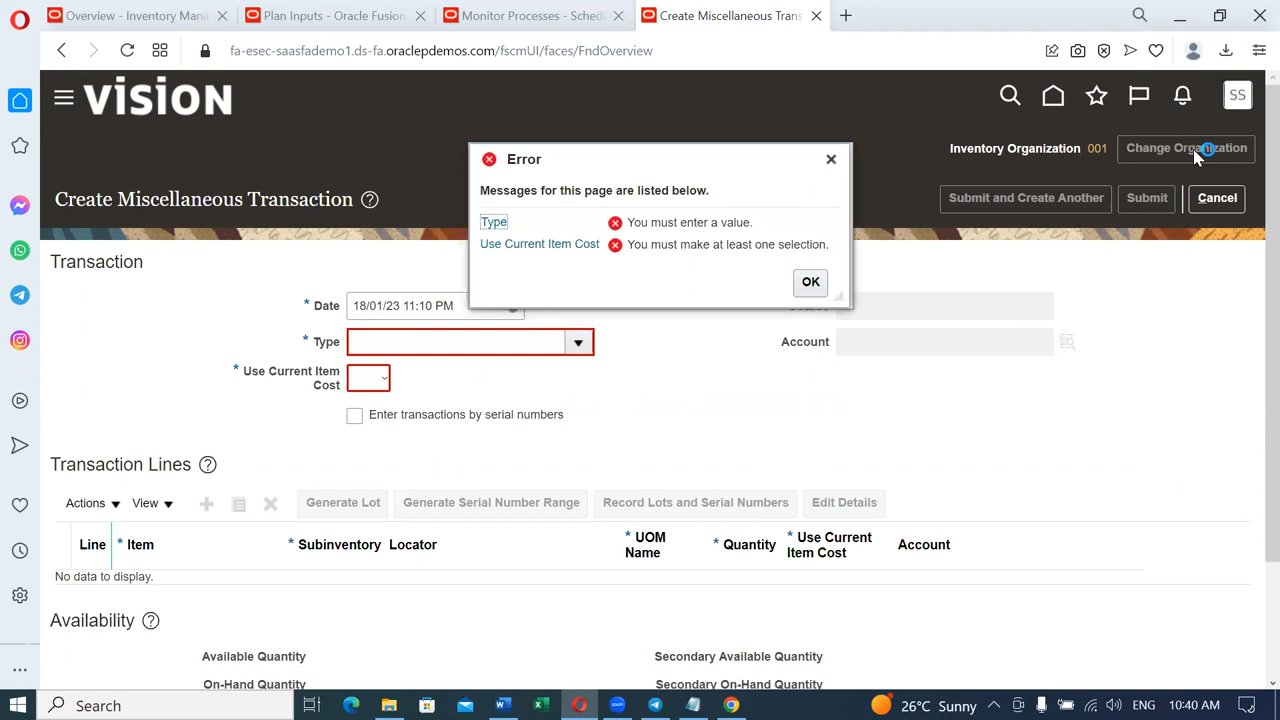 Overview - Inventory Mana
Plan Inputs - Oracle Fusion
Monitor Processes - Sched
Create Miscellaneous Trans
fa-esec-saasfademo1.ds-fa.oraclepdemos.com/fscmUI/faces/FndOverview
VISION
SS
Inventory Organization 001
Change Organization
Create Miscellaneous Transaction
Submit and Create Another
Submit
Cancel
Error
Messages for this page are listed below.
Type You must enter a value.
Use Current Item Cost You must make at least one selection.
OK
Transaction
* Date 18/01/23 11:10 PM
* Type
Account
* Use Current Item
Cost
Enter transactions by serial numbers
Transaction Lines
Actions
View
Generate Lot
Generate Serial Number Range
Record Lots and Serial Numbers
Edit Details
Line
* Item
* Subinventory
Locator
* UOM
Name
* Quantity
* Use Current
Item Cost
Account
No data to display.
Availability
Available Quantity
Secondary Available Quantity
On-Hand Quantity
Secondary On-Hand Quantity
Search
26°C Sunny
ENG
10:40 AM